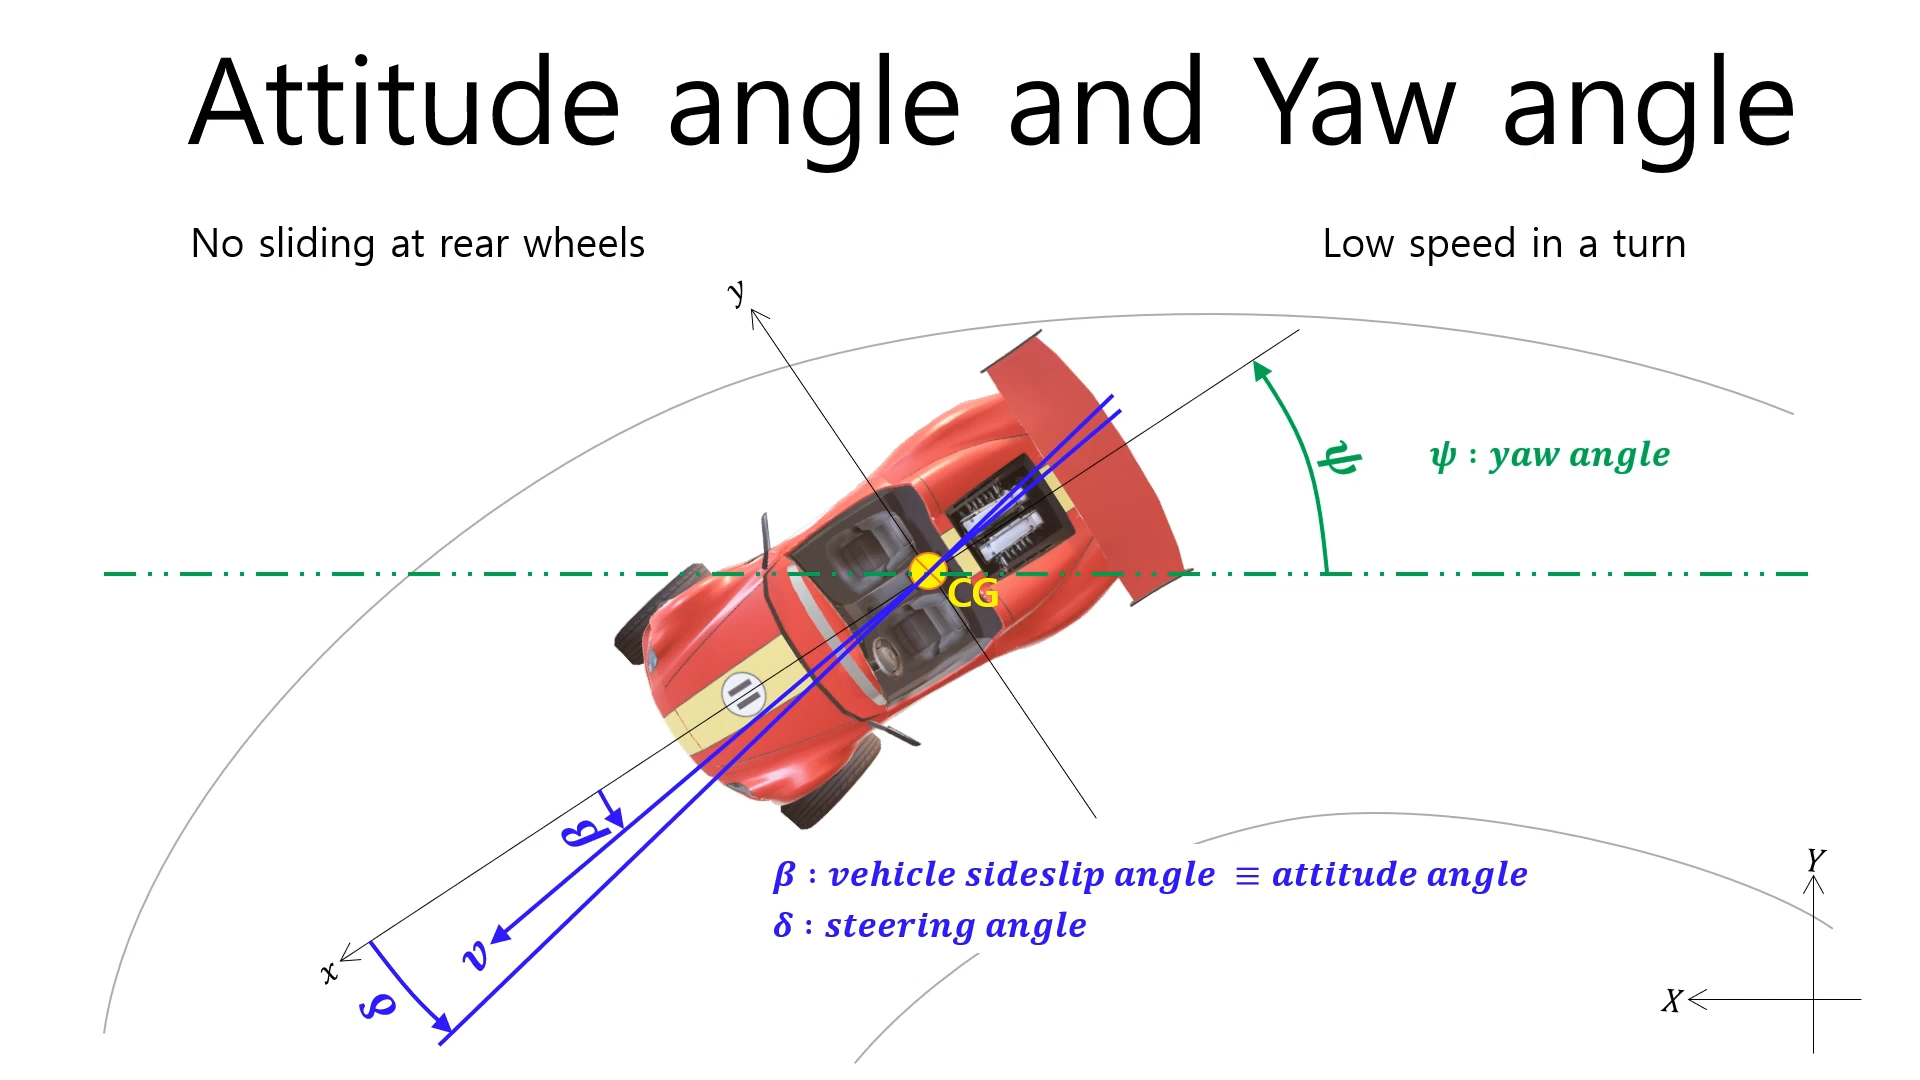 Attitude angle and Yaw angle
No sliding at rear wheels
Low speed in a turn
y
ψ
ψ : yaw angle
CG
β
β : vehicle sideslip angle ≡ attitude angle
δ : steering angle
v
x
δ
Y
X